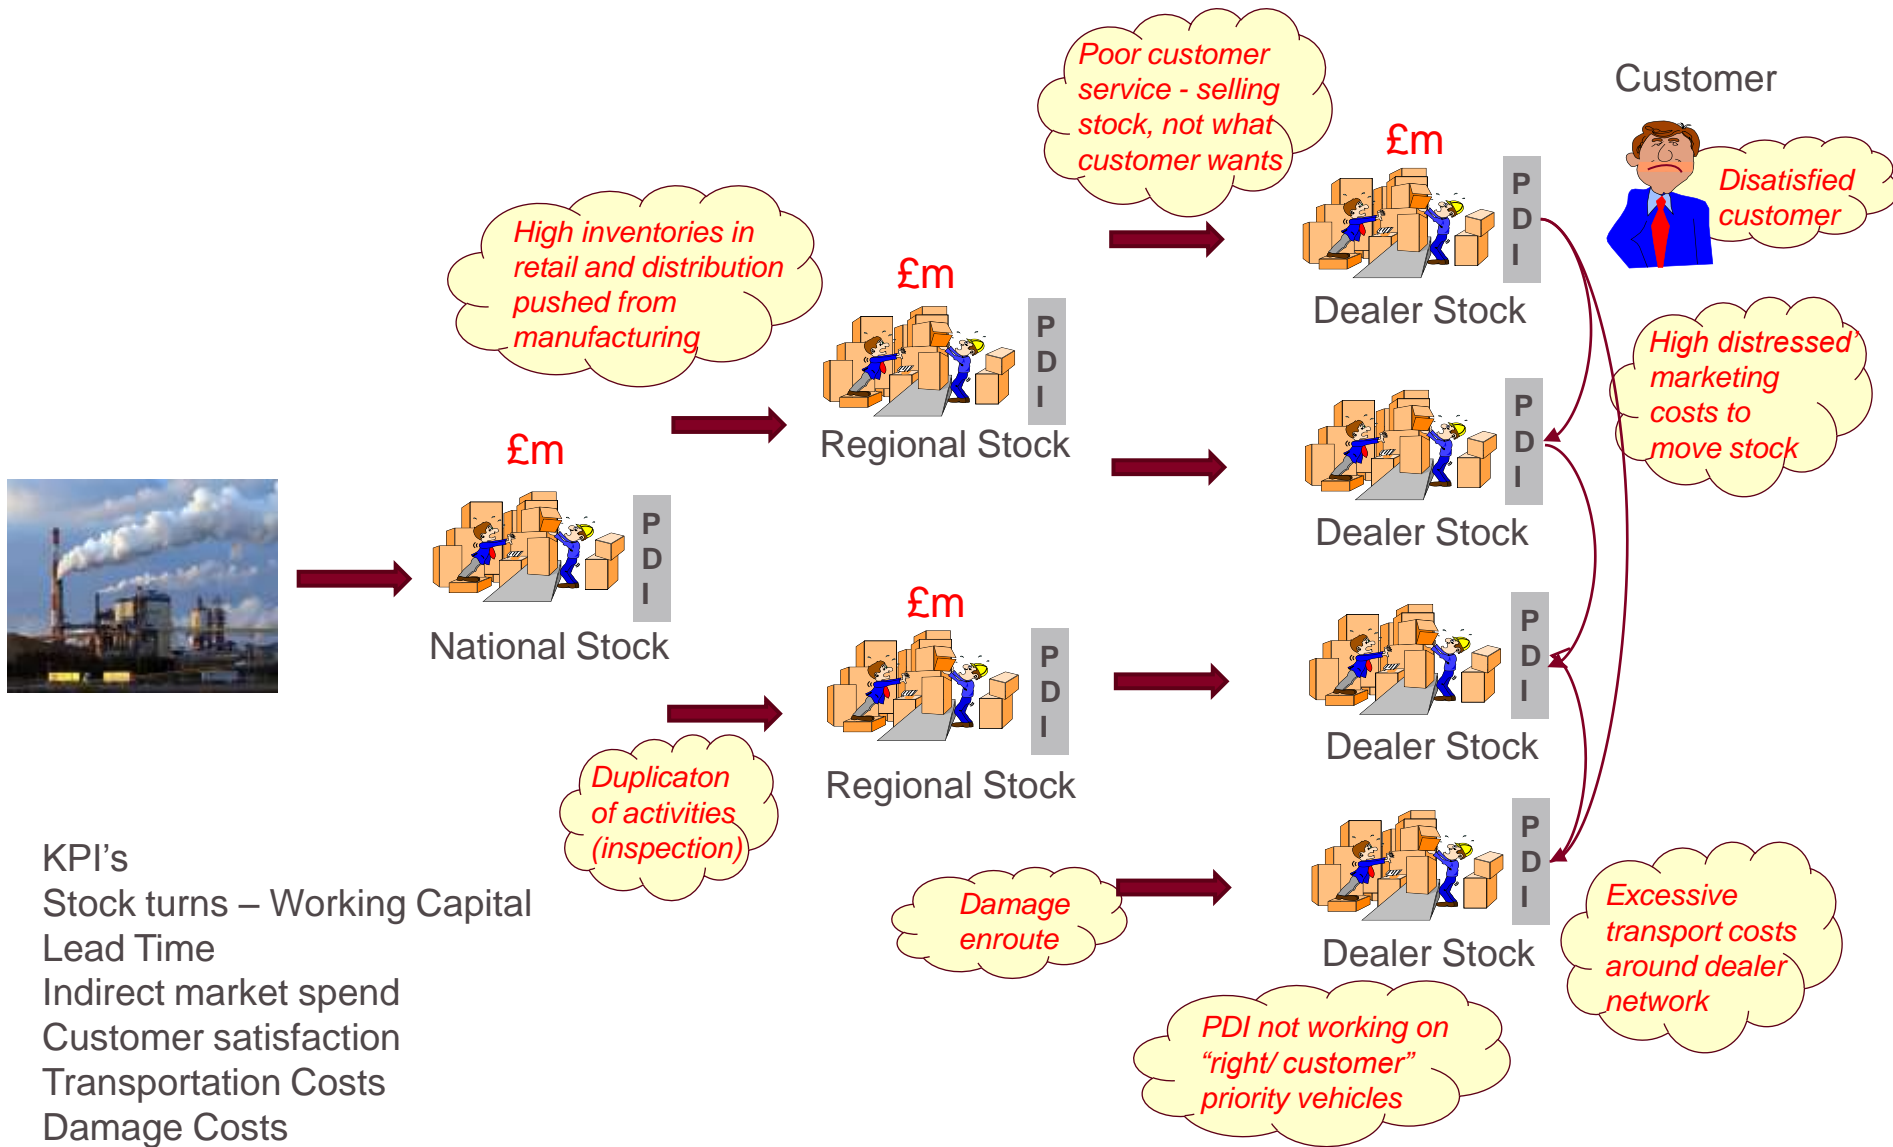 Poor customer
service - selling
stock, not what
customer wants
Customer
£m
P
D
I
Disatisfied
customer
Dealer Stock
High inventories in
retail and distribution
pushed from
manufacturing
£m
P
D
I
Regional Stock
High distressed’
marketing
costs to
move stock
P
D
I
Dealer Stock
£m
P
D
I
National Stock
£m
P
D
I
Regional Stock
P
D
I
Dealer Stock
Duplicaton
of activities
(inspection)
P
D
I
Dealer Stock
Damage
enroute
Excessive
transport costs
around dealer
network
PDI not working on
“right/ customer”
priority vehicles
KPI’s
Stock turns – Working Capital
Lead Time
Indirect market spend
Customer satisfaction
Transportation Costs
Damage Costs